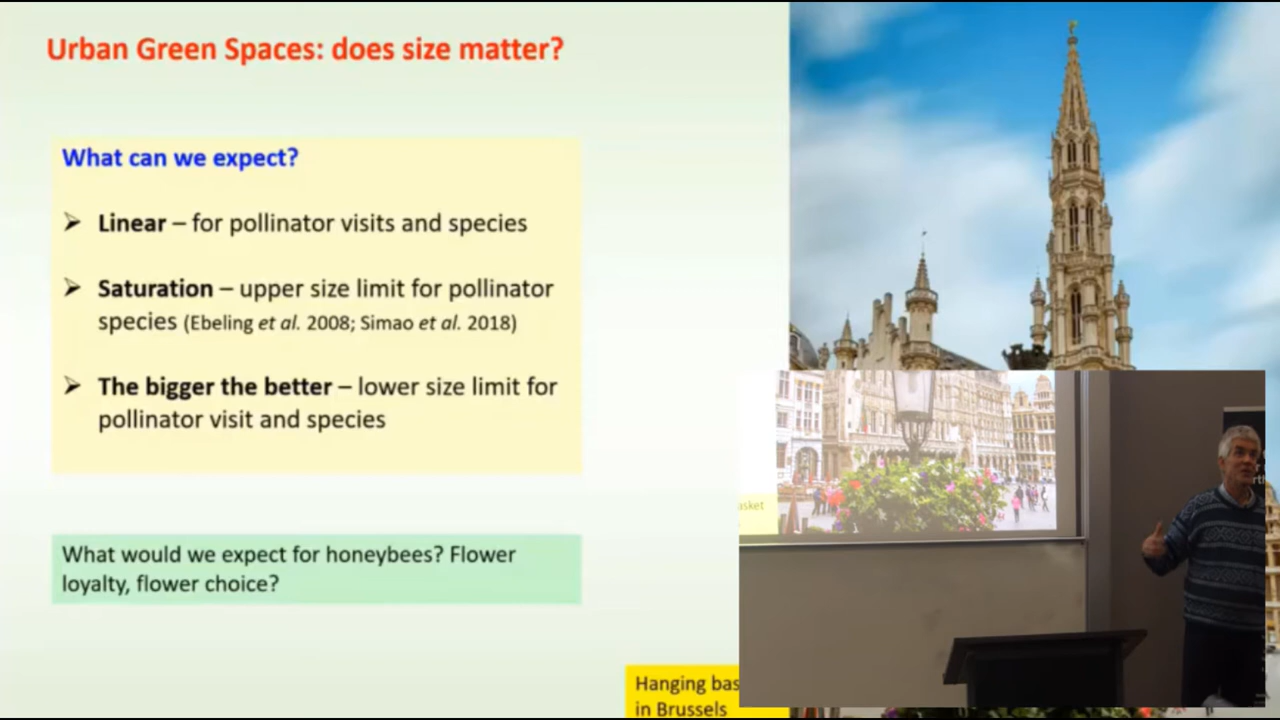 Urban Green Spaces: does size matter?
What can we expect?
➢ Linear – for pollinator visits and species
➢ Saturation – upper size limit for pollinator
species (Ebeling et al. 2008; Simao et al. 2018)
➢ The bigger the better – lower size limit for
pollinator visit and species
What would we expect for honeybees? Flower
loyalty, flower choice?
Hanging bas
in Brussels
asket